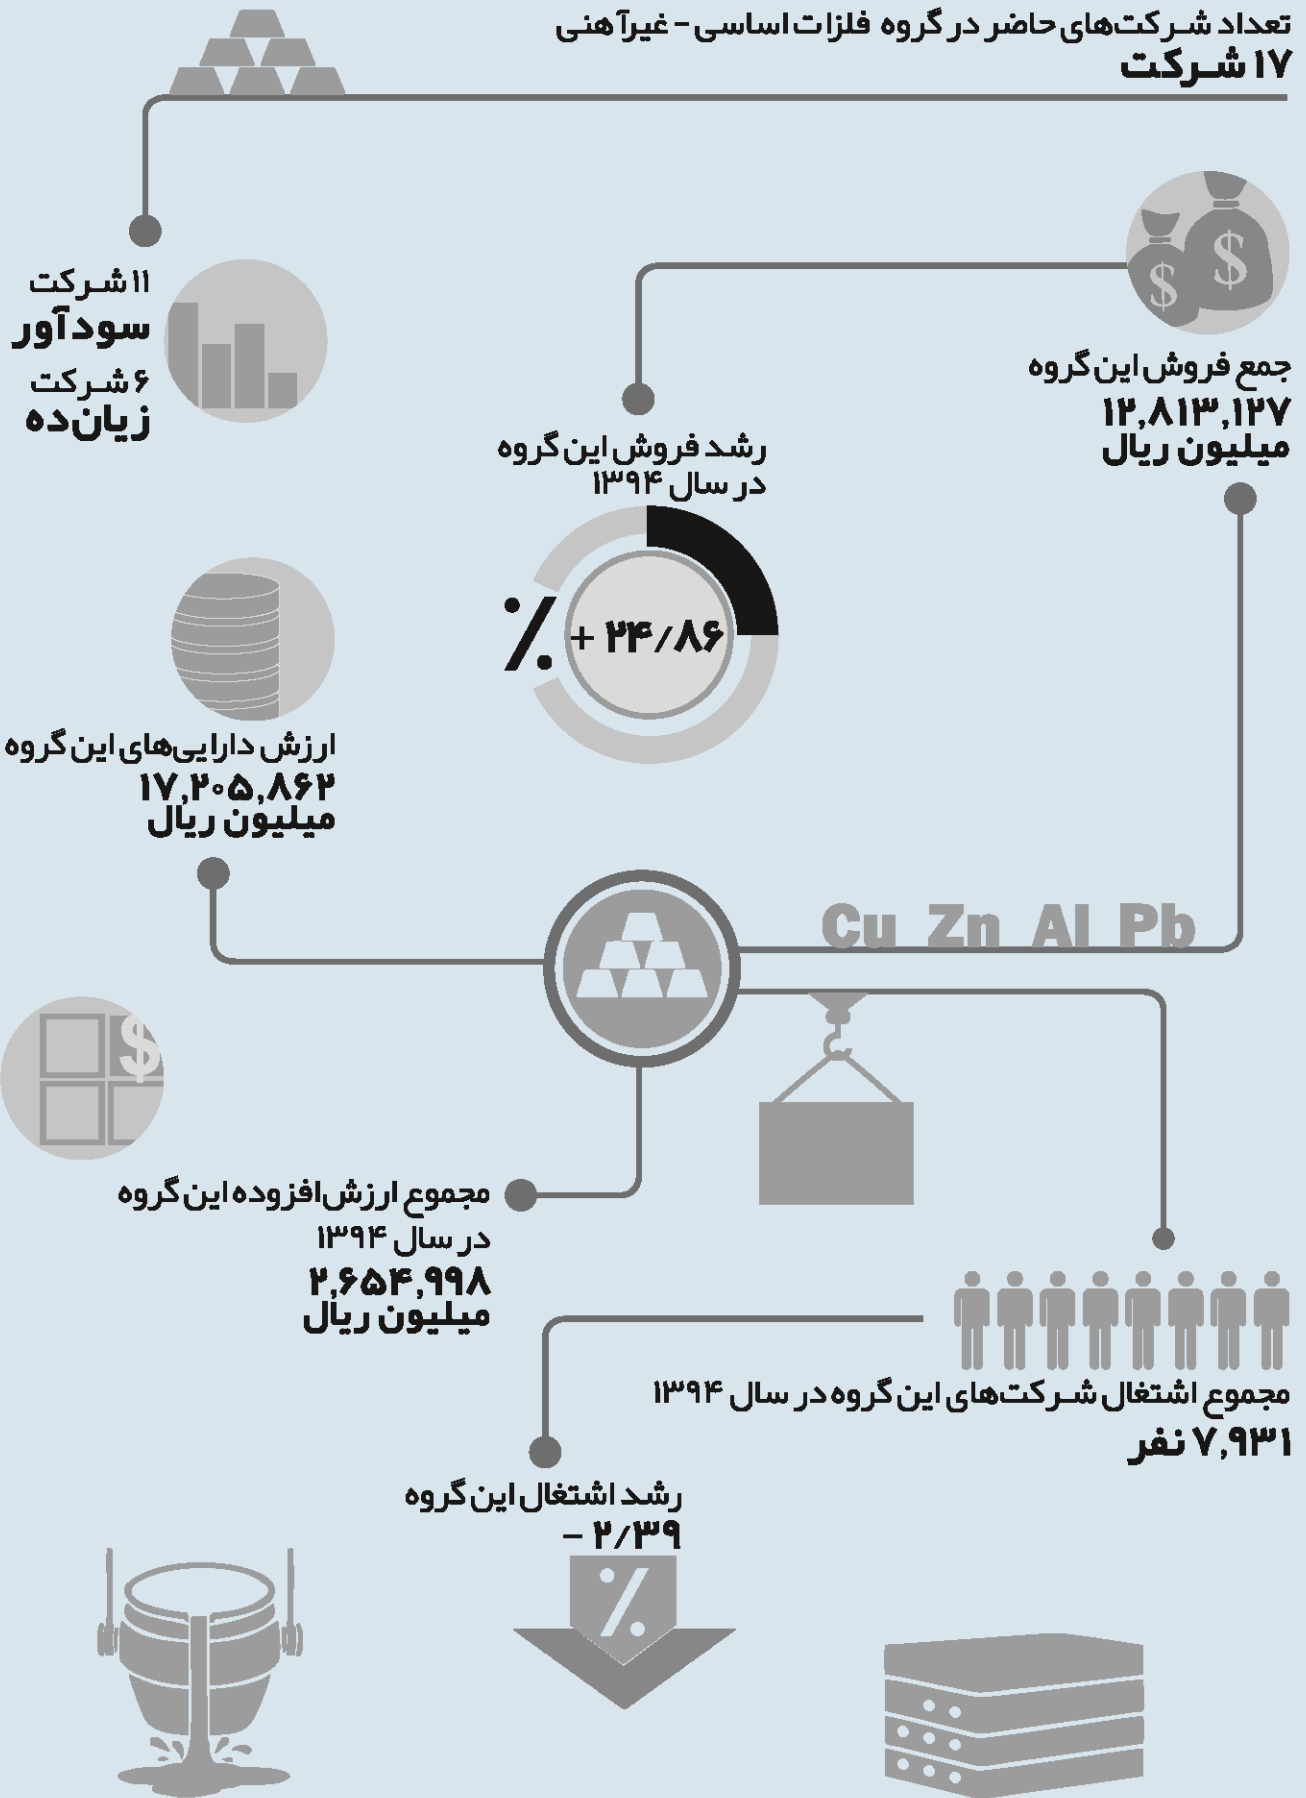 تعداد شرکت‌های حاضر در گروه فلزات اساسی - غیرآهنی
۱۷ شرکت
۱۱ شرکت
سودآور
۶ شرکت
زیان‌ده
جمع فروش این گروه
۱۲,۸۱۳,۱۲۷
میلیون ریال
رشد فروش این گروه
در سال ۱۳۹۴
+ ۲۴/۸۶ ٪
ارزش دارایی‌های این گروه
۱۷,۲۰۵,۸۶۲
میلیون ریال
Cu Zn Al Pb
$
مجموع ارزش افزوده این گروه
در سال ۱۳۹۴
۲,۶۵۴,۹۹۸
میلیون ریال
مجموع اشتغال شرکت‌های این گروه در سال ۱۳۹۴
۷,۹۳۱ نفر
رشد اشتغال این گروه
- ۲/۳۹
٪